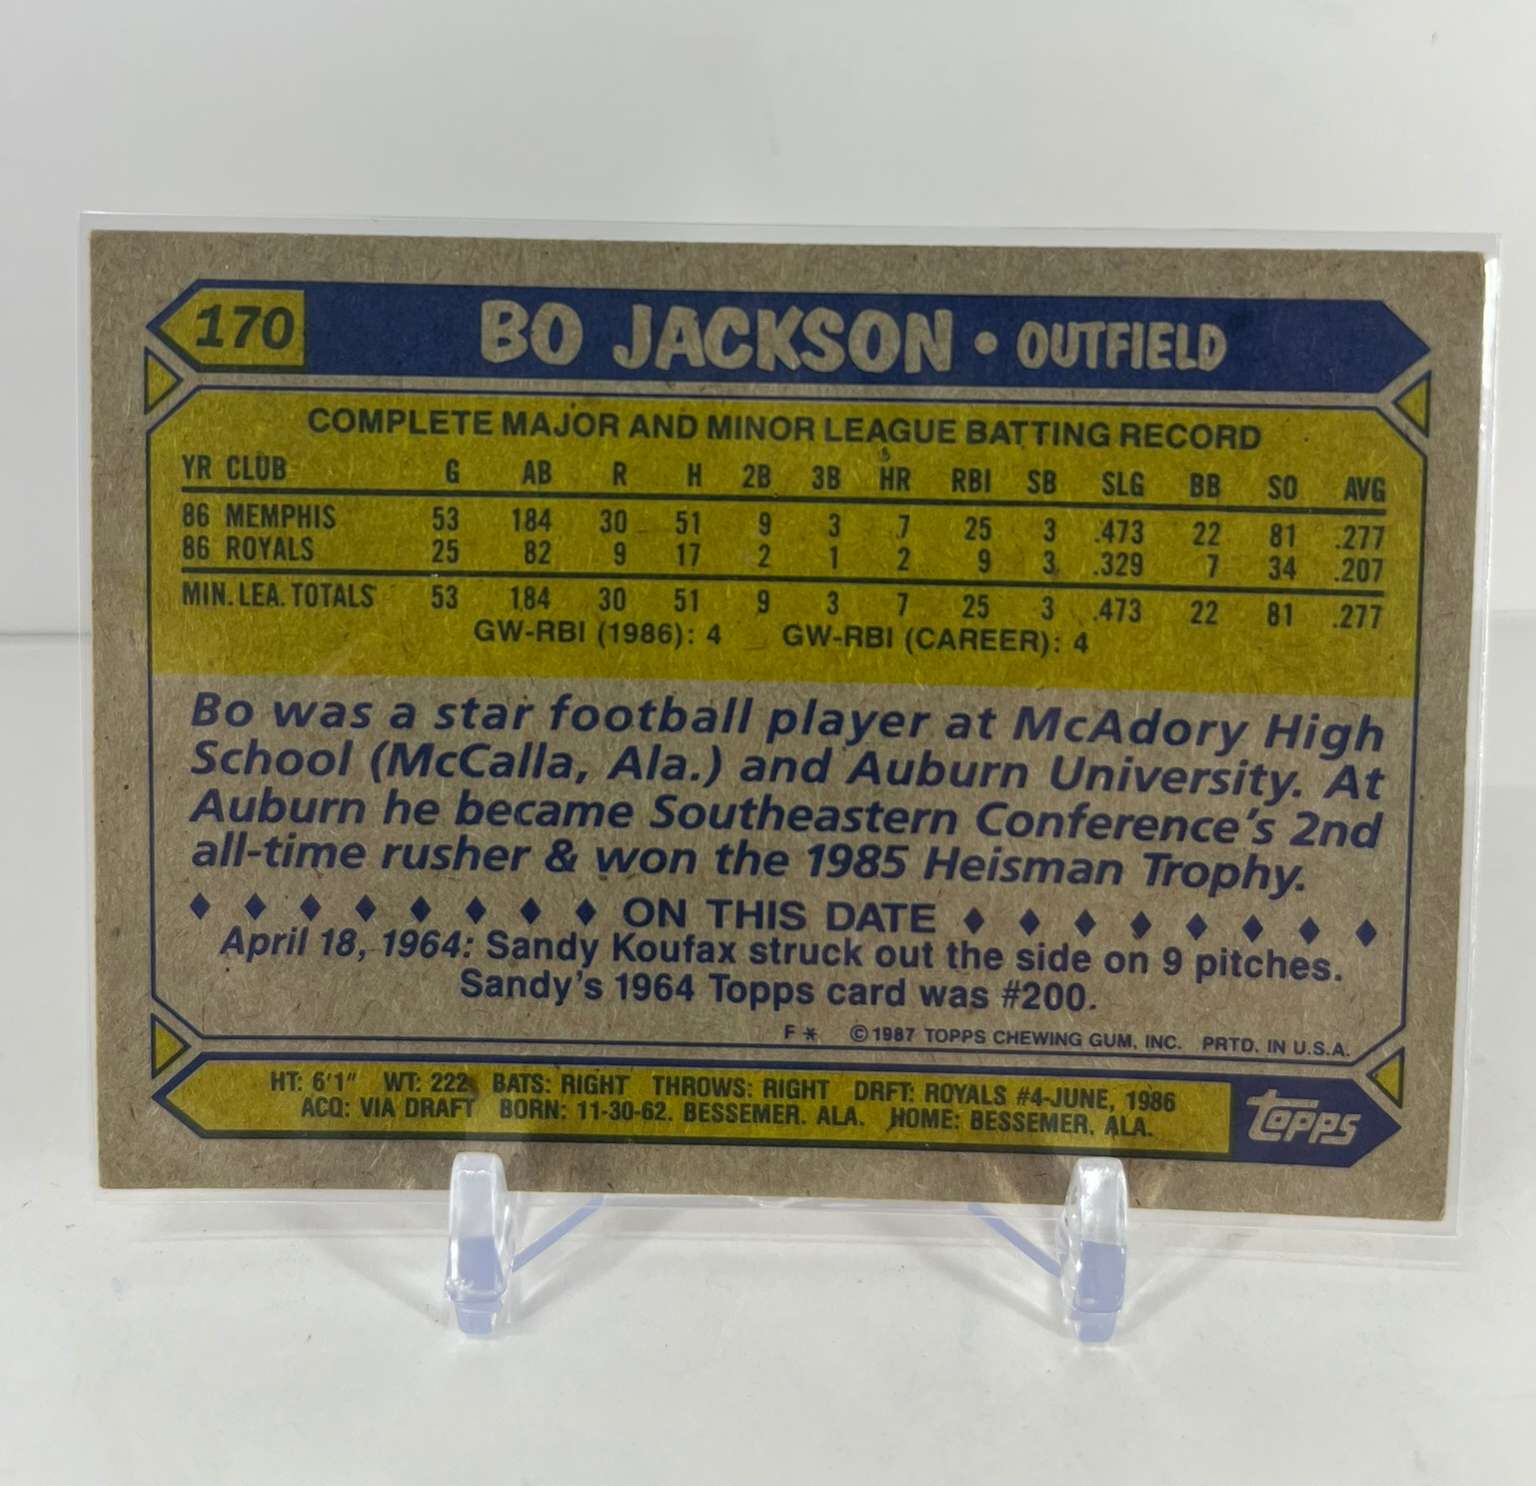 170 BO JACKSON • OUTFIELD
COMPLETE MAJOR AND MINOR LEAGUE BATTING RECORD
YR CLUB G AB R H 2B 3B HR RBI SB SLG BB SO AVG
86 MEMPHIS 53 184 30 51 9 3 7 25 3 .473 22 81 .277
86 ROYALS 25 82 9 17 2 1 2 9 3 .329 7 34 .207
MIN. LEA. TOTALS 53 184 30 51 9 3 7 25 3 .473 22 81 .277
GW-RBI (1986): 4 GW-RBI (CAREER): 4
Bo was a star football player at McAdory High
School (McCalla, Ala.) and Auburn University. At
Auburn he became Southeastern Conference's 2nd
all-time rusher & won the 1985 Heisman Trophy.
♦ ♦ ♦ ♦ ♦ ♦ ♦ ♦ ON THIS DATE ♦ ♦ ♦ ♦ ♦ ♦ ♦ ♦
April 18, 1964: Sandy Koufax struck out the side on 9 pitches.
Sandy's 1964 Topps card was #200.
F * © 1987 TOPPS CHEWING GUM, INC. PRTD. IN U.S.A.
HT: 6'1" WT: 222 BATS: RIGHT THROWS: RIGHT DRFT: ROYALS #4-JUNE, 1986
ACQ: VIA DRAFT BORN: 11-30-62. BESSEMER. ALA. HOME: BESSEMER, ALA.
topps